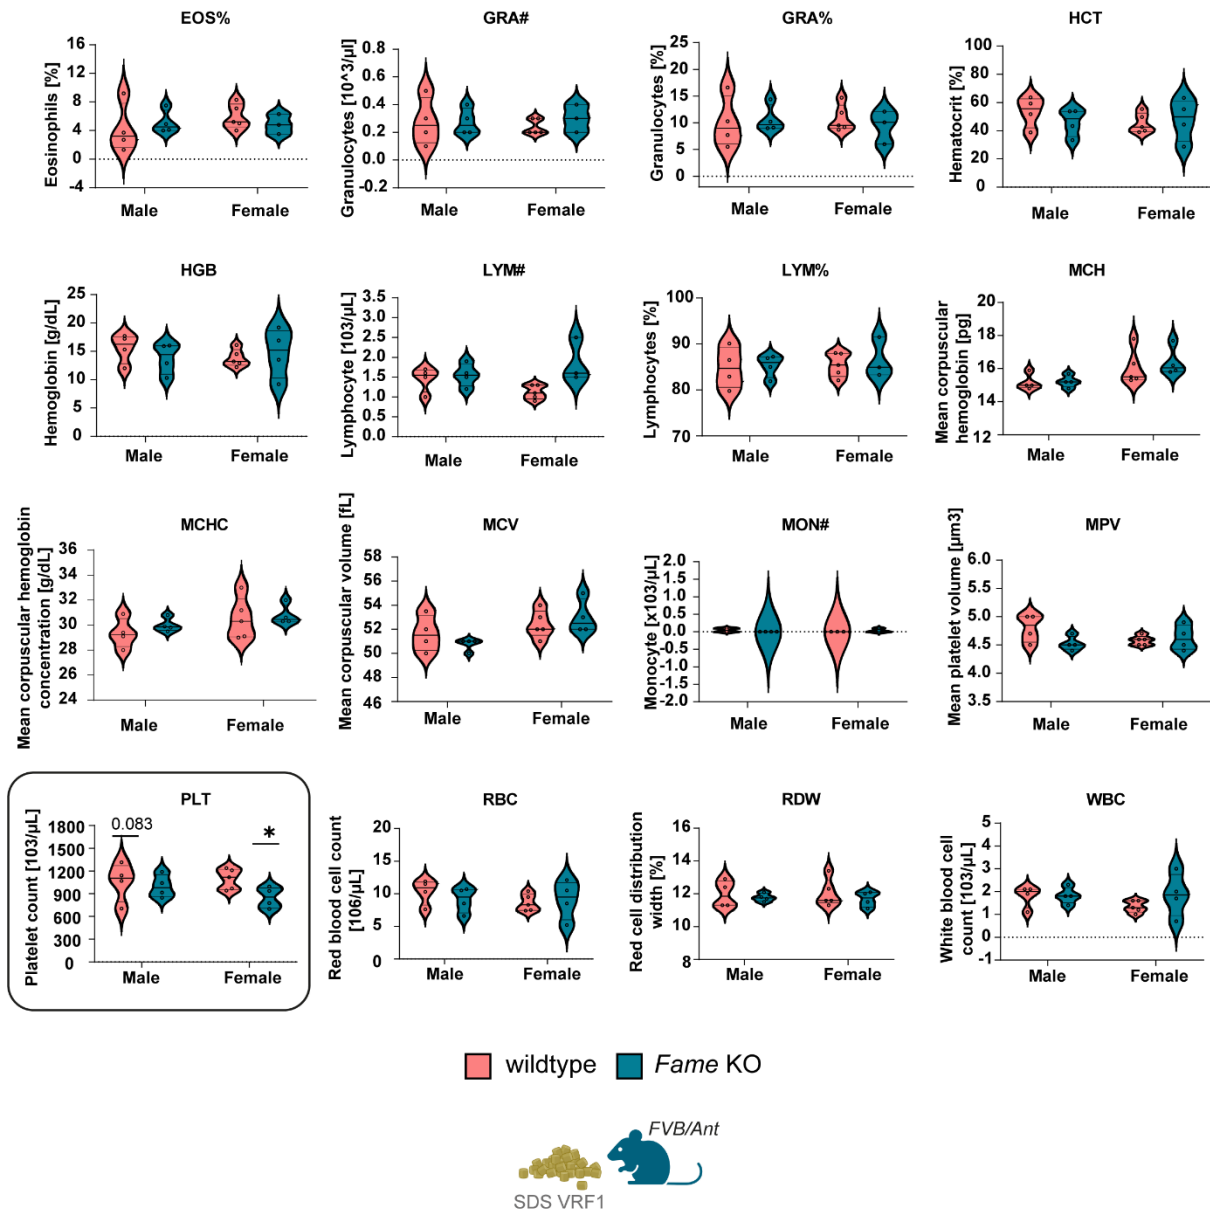 EOS%
Eosinophils [%]
16
12
8
4
0
-4
Male Female
GRA#
Granulocytes [10^3/µl]
0.8
0.6
0.4
0.2
0.0
-0.2
Male Female
GRA%
Granulocytes [%]
25
20
15
10
5
0
Male Female
HCT
Hematocrit [%]
100
80
60
40
20
0
Male Female
HGB
Hemoglobin [g/dL]
25
20
15
10
5
0
Male Female
LYM#
Lymphocyte [103/µL]
3.5
3.0
2.5
2.0
1.5
1.0
0.5
0.0
Male Female
LYM%
Lymphocytes [%]
100
90
80
70
Male Female
MCH
Mean corpuscular
hemoglobin [pg]
20
18
16
14
12
Male Female
MCHC
Mean corpuscular hemoglobin
concentration [g/dL]
36
34
32
30
28
26
24
Male Female
MCV
Mean corpuscular volume [fL]
58
56
54
52
50
48
46
Male Female
MON#
Monocyte [x103/µL]
2.0
1.5
1.0
0.5
0.0
-0.5
-1.0
-1.5
-2.0
Male Female
MPV
Mean platelet volume [µm3]
6.0
5.5
5.0
4.5
4.0
3.5
Male Female
PLT
Platelet count [103/µL]
1800
1500
1200
900
600
300
0
0.083
*
Male Female
RBC
Red blood cell count
[106/µL]
20
15
10
5
0
Male Female
RDW
Red cell distribution
width [%]
16
14
12
10
8
Male Female
WBC
White blood cell
count [103/µL]
5
4
3
2
1
0
-1
Male Female
wildtype Fame KO
FVB/Ant
SDS VRF1